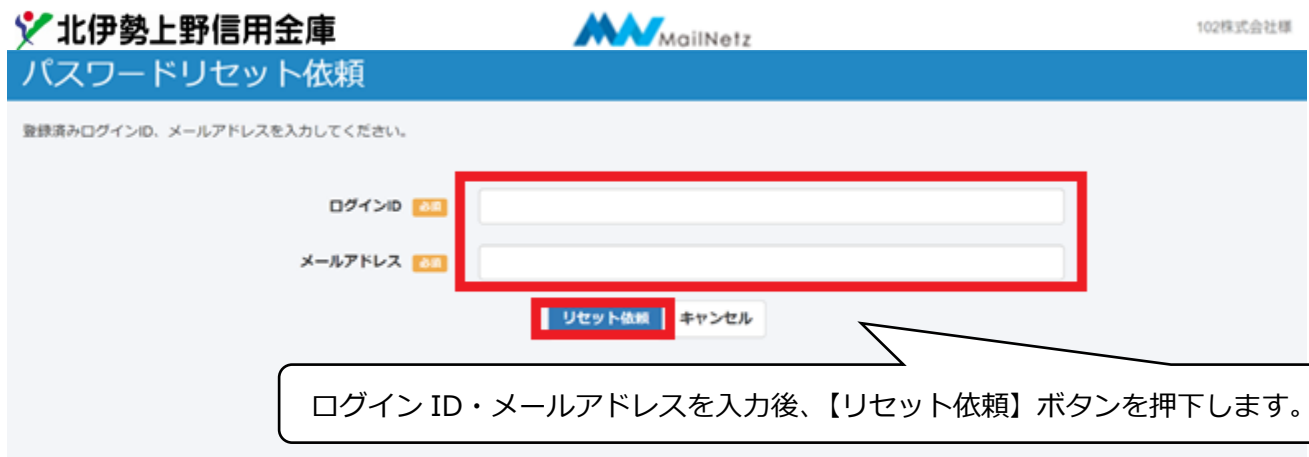 北伊勢上野信用金庫
MailNetz
102株式会社様
パスワードリセット依頼
登録済みログインID、メールアドレスを入力してください。
ログインID 必須
メールアドレス 必須
リセット依頼 キャンセル
ログイン ID・メールアドレスを入力後、【リセット依頼】ボタンを押下します。